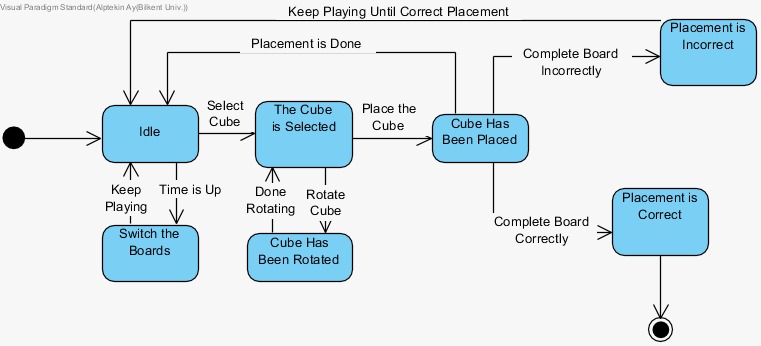 Visual Paradigm Standard(Alptekin Ay(Bilkent Univ.))
Keep Playing Until Correct Placement
Placement is
Incorrect
Placement is Done
Complete Board
Incorrectly
Idle
Select
Cube
The Cube
is Selected
Place the
Cube
Cube Has
Been Placed
Keep
Playing
Time is Up
Done
Rotating
Rotate
Cube
Placement is
Correct
Complete Board
Correctly
Switch the
Boards
Cube Has
Been Rotated